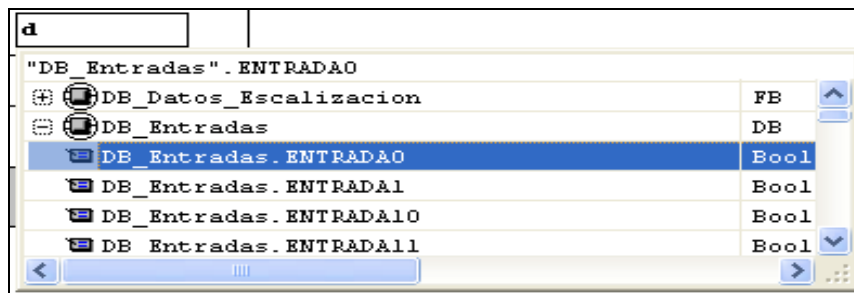 d
"DB_Entradas".ENTRADA0
DB_Datos_Escalizacion FB
DB_Entradas DB
DB_Entradas.ENTRADA0 Bool
DB_Entradas.ENTRADA1 Bool
DB_Entradas.ENTRADA10 Bool
DB_Entradas.ENTRADA11 Bool